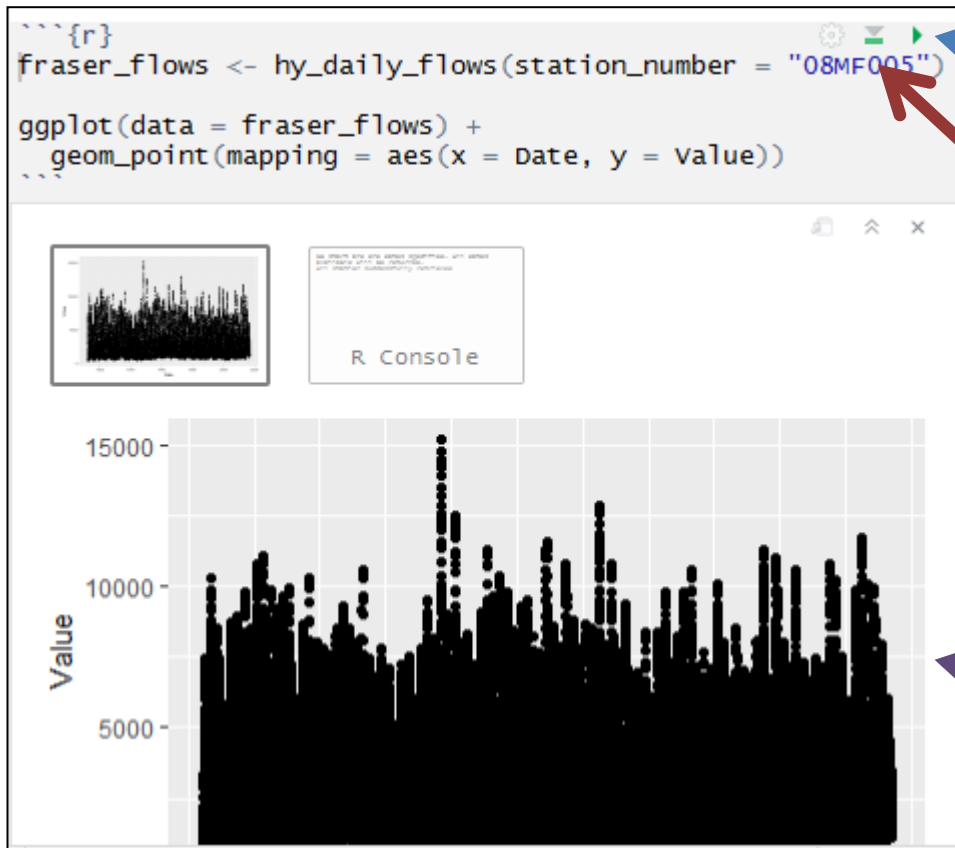 ```{r}
fraser_flows <- hy_daily_flows(station_number = "08MF005")
ggplot(data = fraser_flows) +
  geom_point(mapping = aes(x = Date, y = Value))
```
R Console
15000
10000
Value
5000